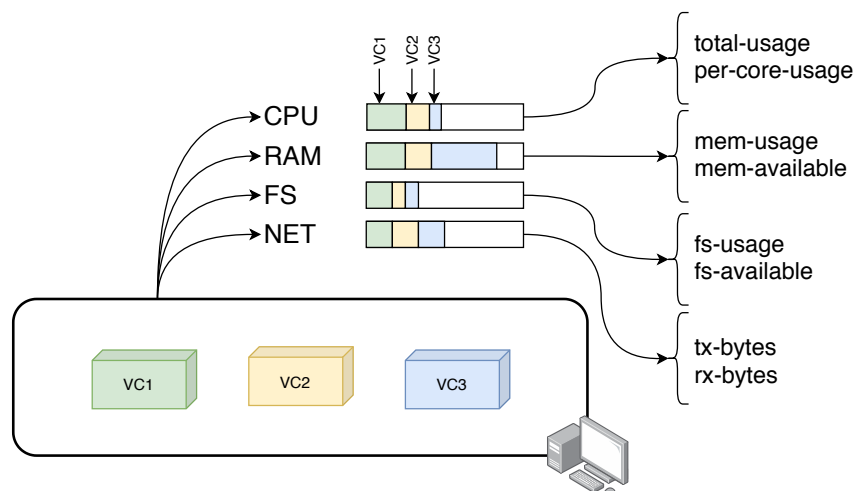 VC1
VC2
VC3
CPU
RAM
FS
NET
total-usage
per-core-usage
mem-usage
mem-available
fs-usage
fs-available
tx-bytes
rx-bytes
VC1
VC2
VC3